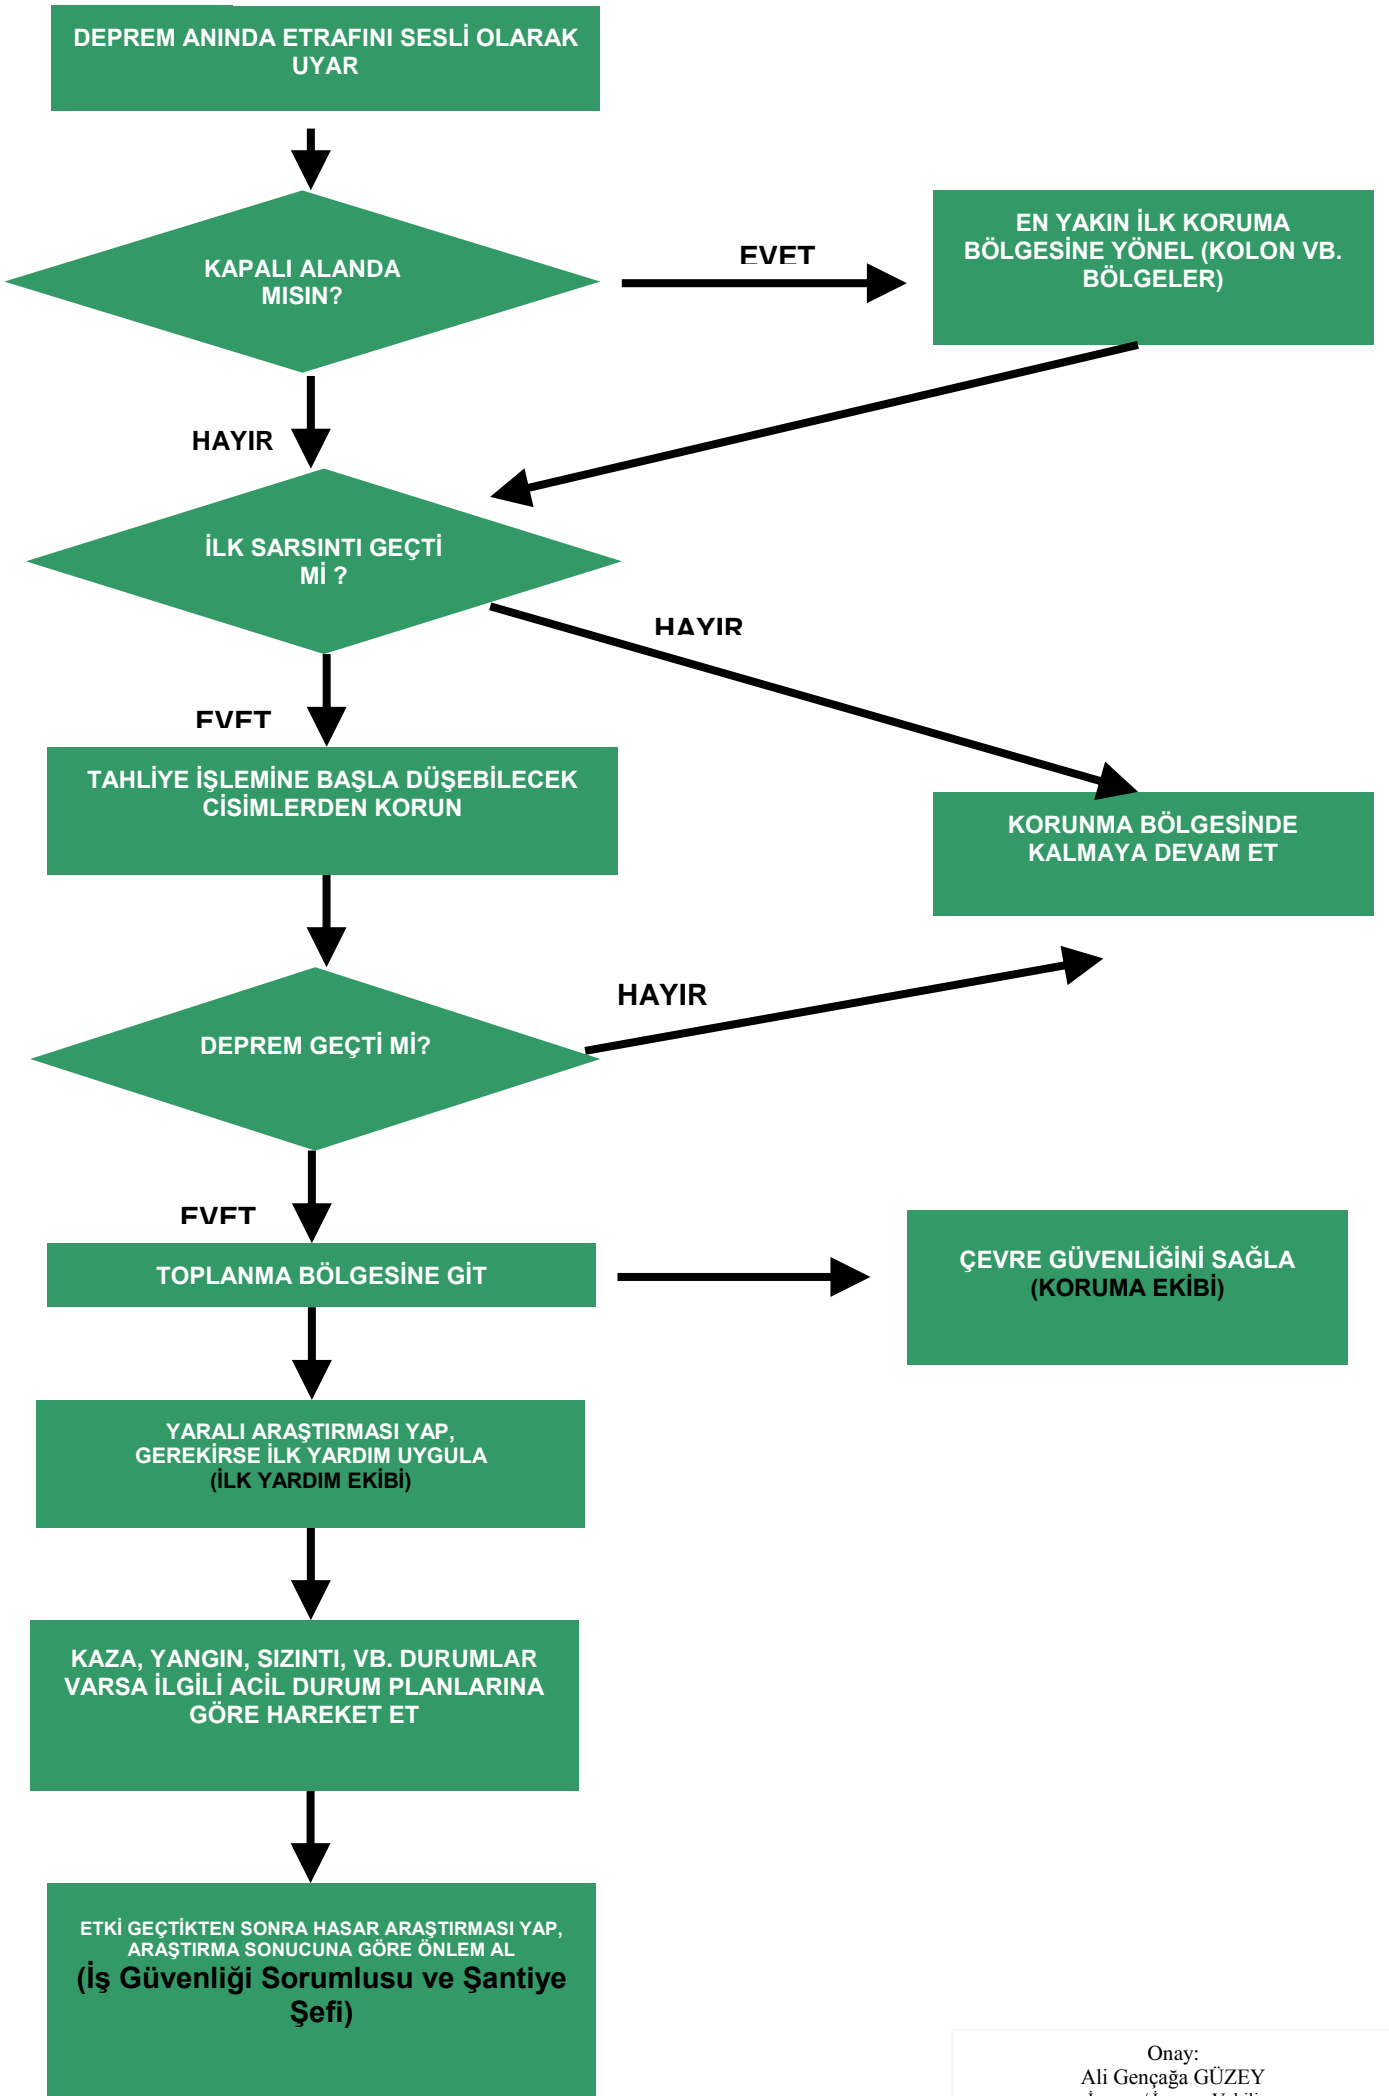 DEPREM ANINDA ETRAFINI SESLİ OLARAK
UYAR
KAPALI ALANDA
MISIN?
EVET
EN YAKIN İLK KORUMA
BÖLGESİNE YÖNEL (KOLON VB.
BÖLGELER)
HAYIR
İLK SARSINTI GEÇTİ
Mİ ?
HAYIR
EVET
TAHLİYE İŞLEMİNE BAŞLA DÜŞEBİLECEK
CİSİMLERDEN KORUN
KORUNMA BÖLGESİNDE
KALMAYA DEVAM ET
HAYIR
DEPREM GEÇTİ Mİ?
EVET
TOPLANMA BÖLGESİNE GİT
ÇEVRE GÜVENLİĞİNİ SAĞLA
(KORUMA EKİBİ)
YARALI ARAŞTIRMASI YAP,
GEREKİRSE İLK YARDIM UYGULA
(İLK YARDIM EKİBİ)
KAZA, YANGIN, SIZINTI, VB. DURUMLAR
VARSA İLGİLİ ACİL DURUM PLANLARINA
GÖRE HAREKET ET
ETKİ GEÇTİKTEN SONRA HASAR ARAŞTIRMASI YAP,
ARAŞTIRMA SONUCUNA GÖRE ÖNLEM AL
(İş Güvenliği Sorumlusu ve Şantiye
Şefi)
Onay:
Ali Gençağa GÜZEY